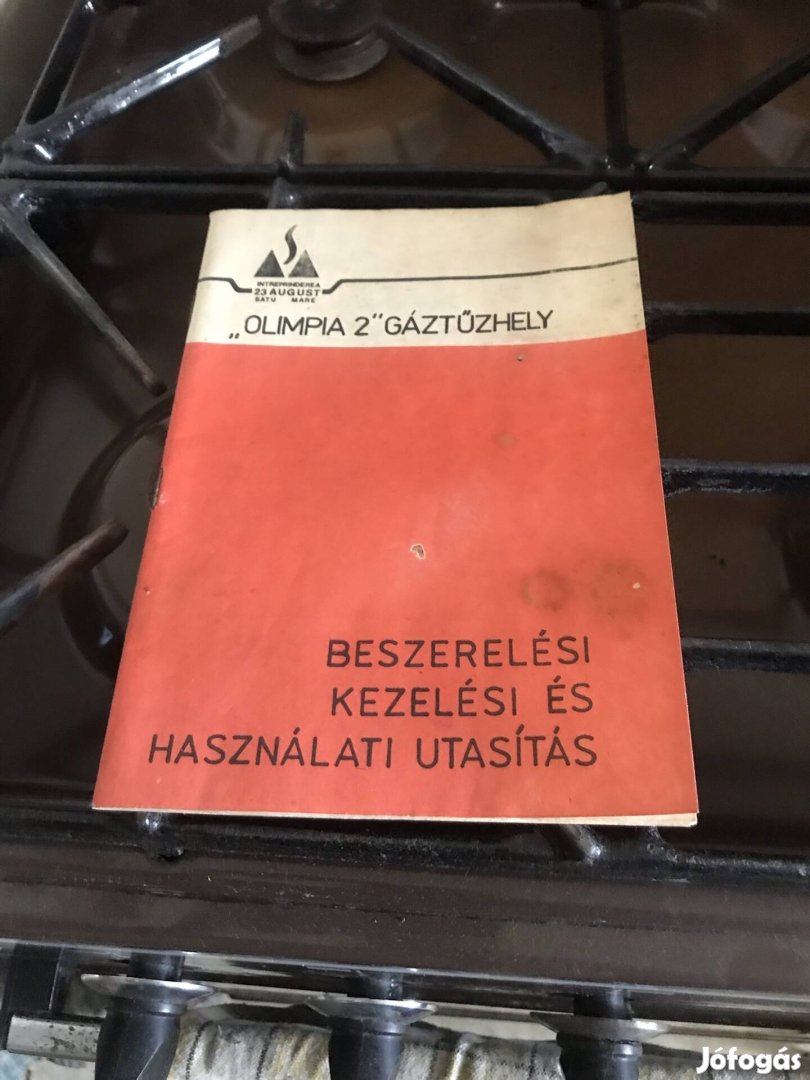 INTREPRINDEREA
23 AUGUST
SATU MARE
„OLIMPIA 2” GÁZTŰZHELY
BESZERELÉSI
KEZELÉSI ÉS
HASZNÁLATI UTASÍTÁS
Jófogás